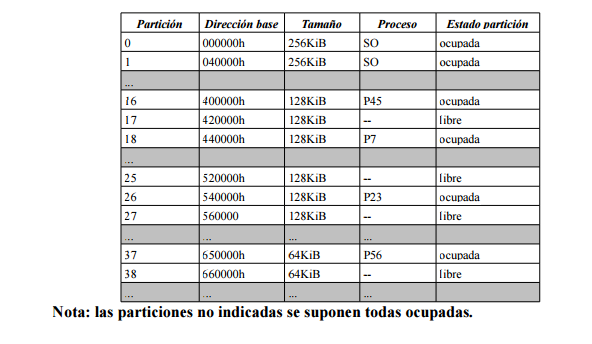 Partición Dirección base Tamaño Proceso Estado partición
0 000000h 256KiB SO ocupada
1 040000h 256KiB SO ocupada
...
16 400000h 128KiB P45 ocupada
17 420000h 128KiB -- libre
18 440000h 128KiB P7 ocupada
...
25 520000h 128KiB -- libre
26 540000h 128KiB P23 ocupada
27 560000 128KiB -- libre
... ... ... ...
37 650000h 64KiB P56 ocupada
38 660000h 64KiB -- libre
... ... ... ...
Nota: las particiones no indicadas se suponen todas ocupadas.